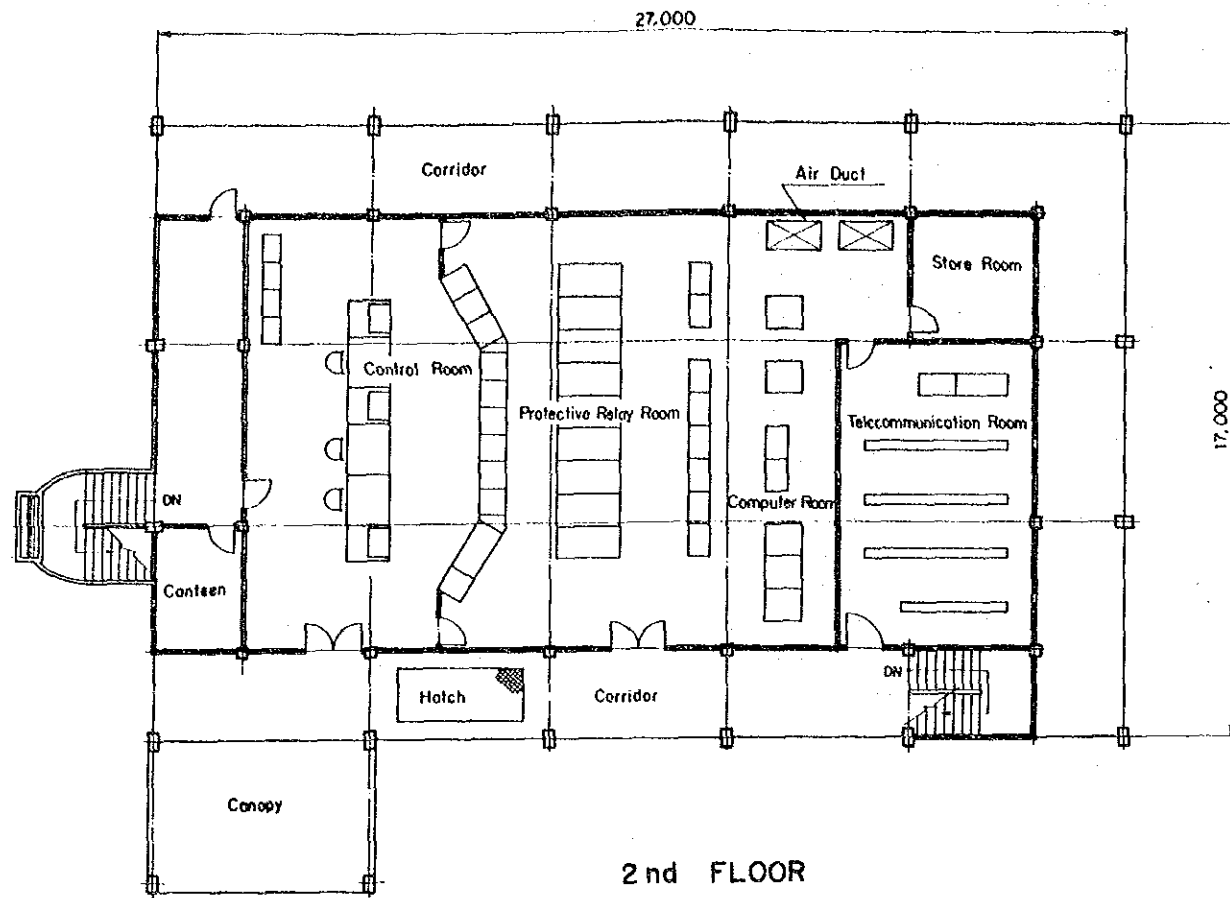 27,000
Corridor
Air Duct
Store Room
Control Room
Protective Relay Room
Telecommunication Room
17,000
DN
Computer Room
Canteen
DN
Hatch
Corridor
Canopy
2nd FLOOR